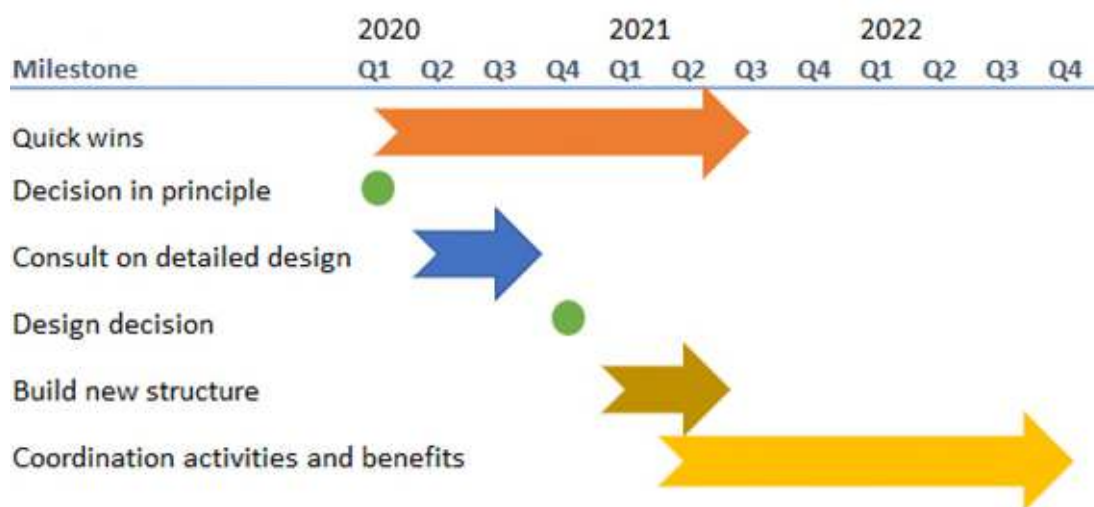 2020 2021 2022
Milestone Q1 Q2 Q3 Q4 Q1 Q2 Q3 Q4 Q1 Q2 Q3 Q4
Quick wins
Decision in principle
Consult on detailed design
Design decision
Build new structure
Coordination activities and benefits